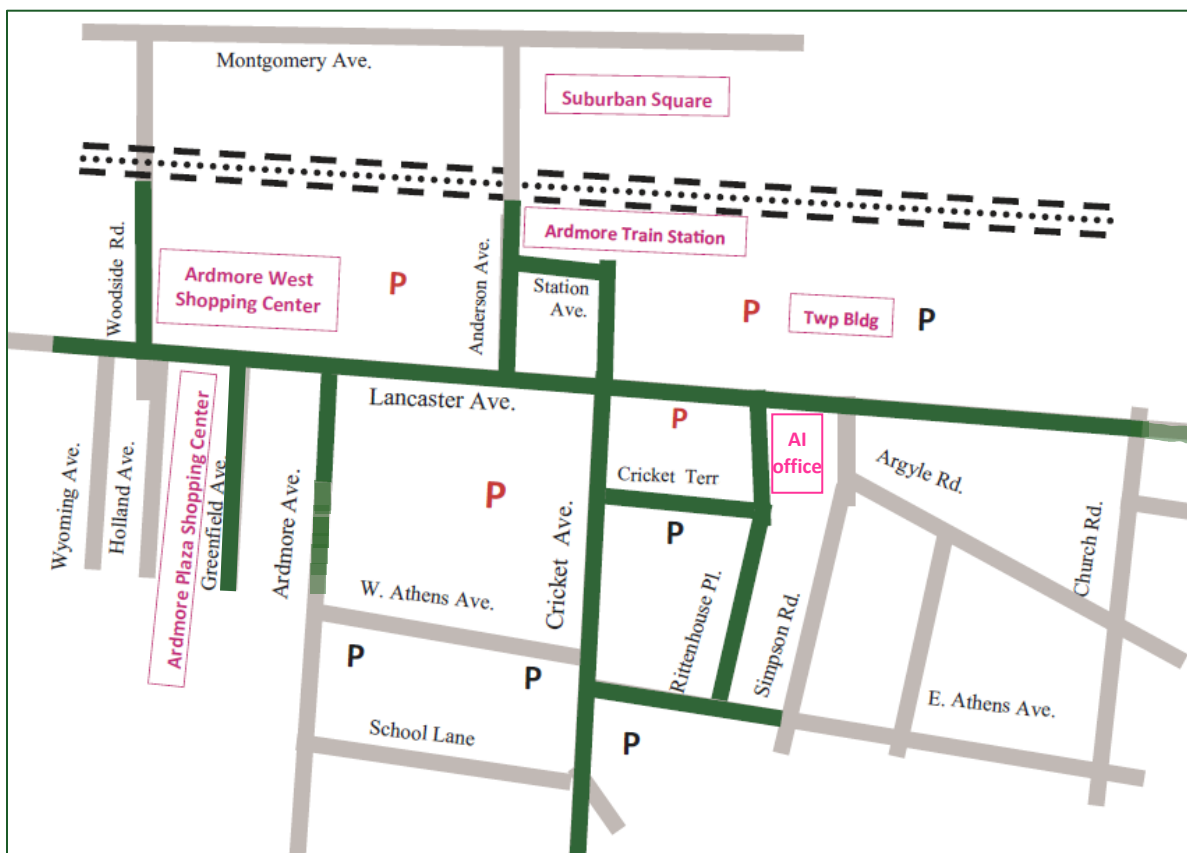 Montgomery Ave.
Suburban Square
Ardmore Train Station
Woodside Rd.
Ardmore West
Shopping Center
P
Anderson Ave.
Station
Ave.
P
Twp Bldg
P
Lancaster Ave.
P
AI
office
Wyoming Ave.
Holland Ave.
Ardmore Plaza Shopping Center
Greenfield Ave.
Ardmore Ave.
P
Cricket Ave.
Cricket Terr
P
Argyle Rd.
Church Rd.
W. Athens Ave.
Rittenhouse Pl.
Simpson Rd.
P
P
E. Athens Ave.
School Lane
P